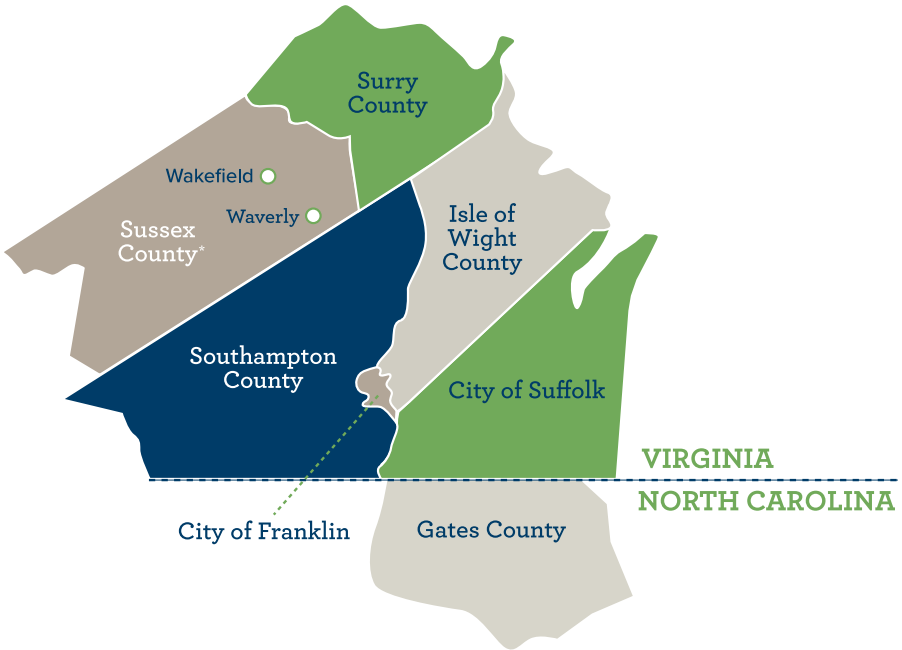 Surry
County
Wakefield
Waverly
Sussex
County*
Isle of
Wight
County
Southampton
County
City of Suffolk
VIRGINIA
NORTH CAROLINA
City of Franklin
Gates County